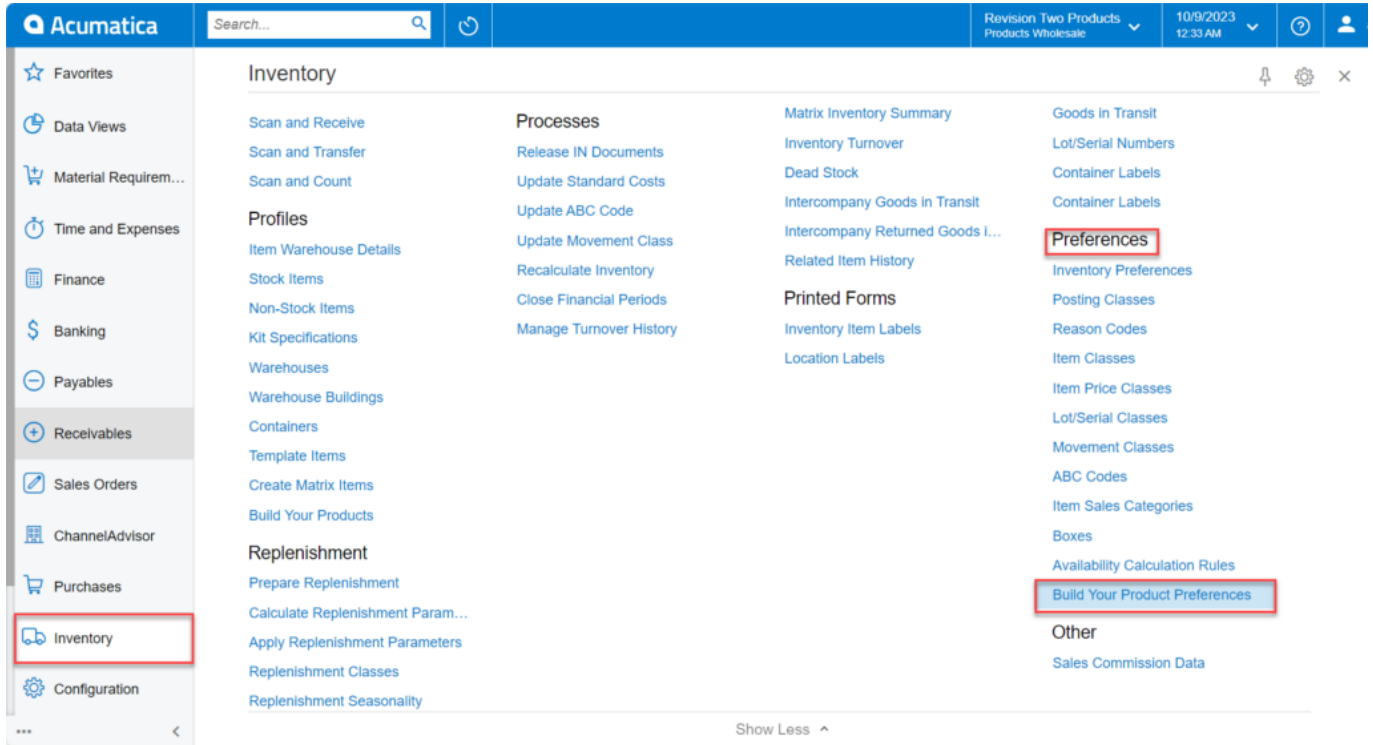 Acumatica
Search...
Revision Two Products
Products Wholesale
10/9/2023
12:33 AM
Favorites
Data Views
Material Requirem...
Time and Expenses
Finance
Banking
Payables
Receivables
Sales Orders
ChannelAdvisor
Purchases
Inventory
Configuration
...
Inventory
Scan and Receive
Scan and Transfer
Scan and Count
Profiles
Item Warehouse Details
Stock Items
Non-Stock Items
Kit Specifications
Warehouses
Warehouse Buildings
Containers
Template Items
Create Matrix Items
Build Your Products
Replenishment
Prepare Replenishment
Calculate Replenishment Param...
Apply Replenishment Parameters
Replenishment Classes
Replenishment Seasonality
Processes
Release IN Documents
Update Standard Costs
Update ABC Code
Update Movement Class
Recalculate Inventory
Close Financial Periods
Manage Turnover History
Matrix Inventory Summary
Inventory Turnover
Dead Stock
Intercompany Goods in Transit
Intercompany Returned Goods i...
Related Item History
Printed Forms
Inventory Item Labels
Location Labels
Goods in Transit
Lot/Serial Numbers
Container Labels
Container Labels
Preferences
Inventory Preferences
Posting Classes
Reason Codes
Item Classes
Item Price Classes
Lot/Serial Classes
Movement Classes
ABC Codes
Item Sales Categories
Boxes
Availability Calculation Rules
Build Your Product Preferences
Other
Sales Commission Data
Show Less